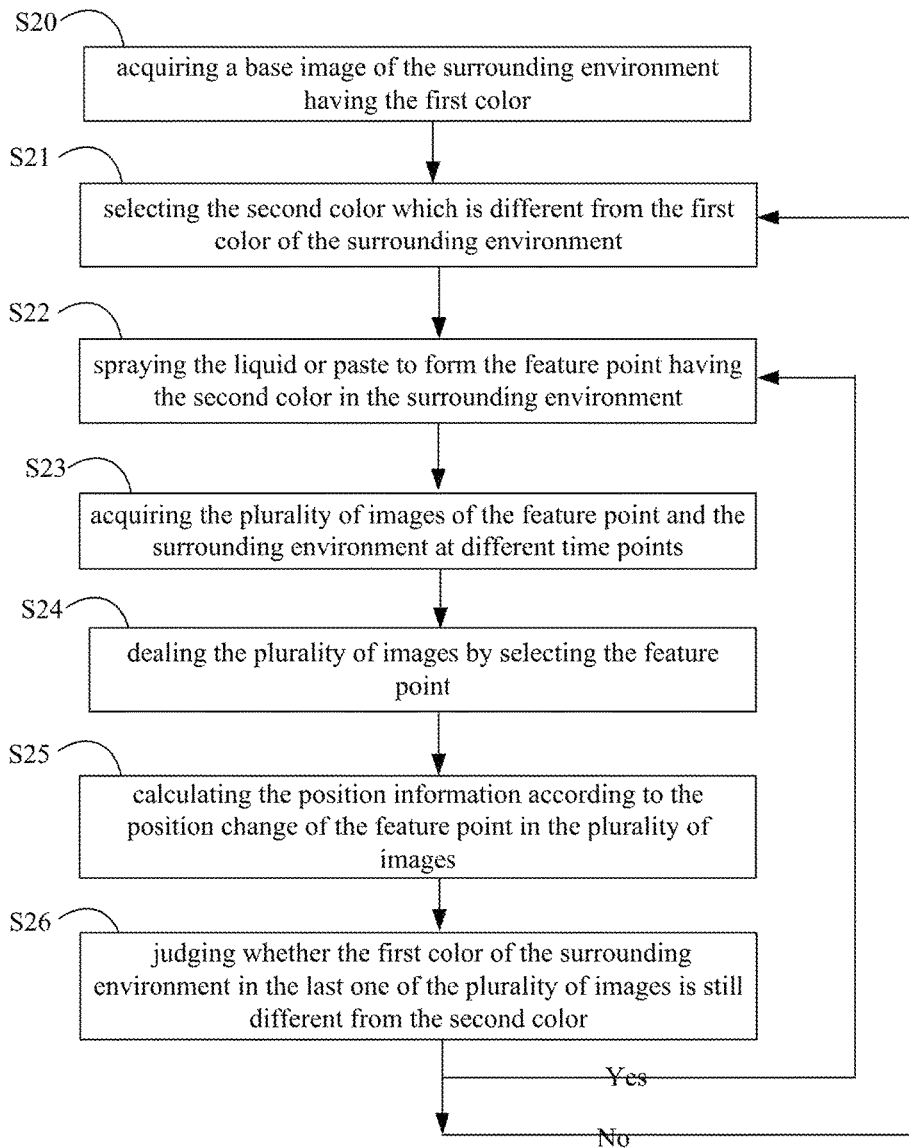 S20
acquiring a base image of the surrounding environment
having the first color
S21
selecting the second color which is different from the first
color of the surrounding environment
S22
spraying the liquid or paste to form the feature point having
the second color in the surrounding environment
S23
acquiring the plurality of images of the feature point and the
surrounding environment at different time points
S24
dealing the plurality of images by selecting the feature
point
S25
calculating the position information according to the
position change of the feature point in the plurality of
images
S26
judging whether the first color of the surrounding
environment in the last one of the plurality of images is still
different from the second color
Yes
No